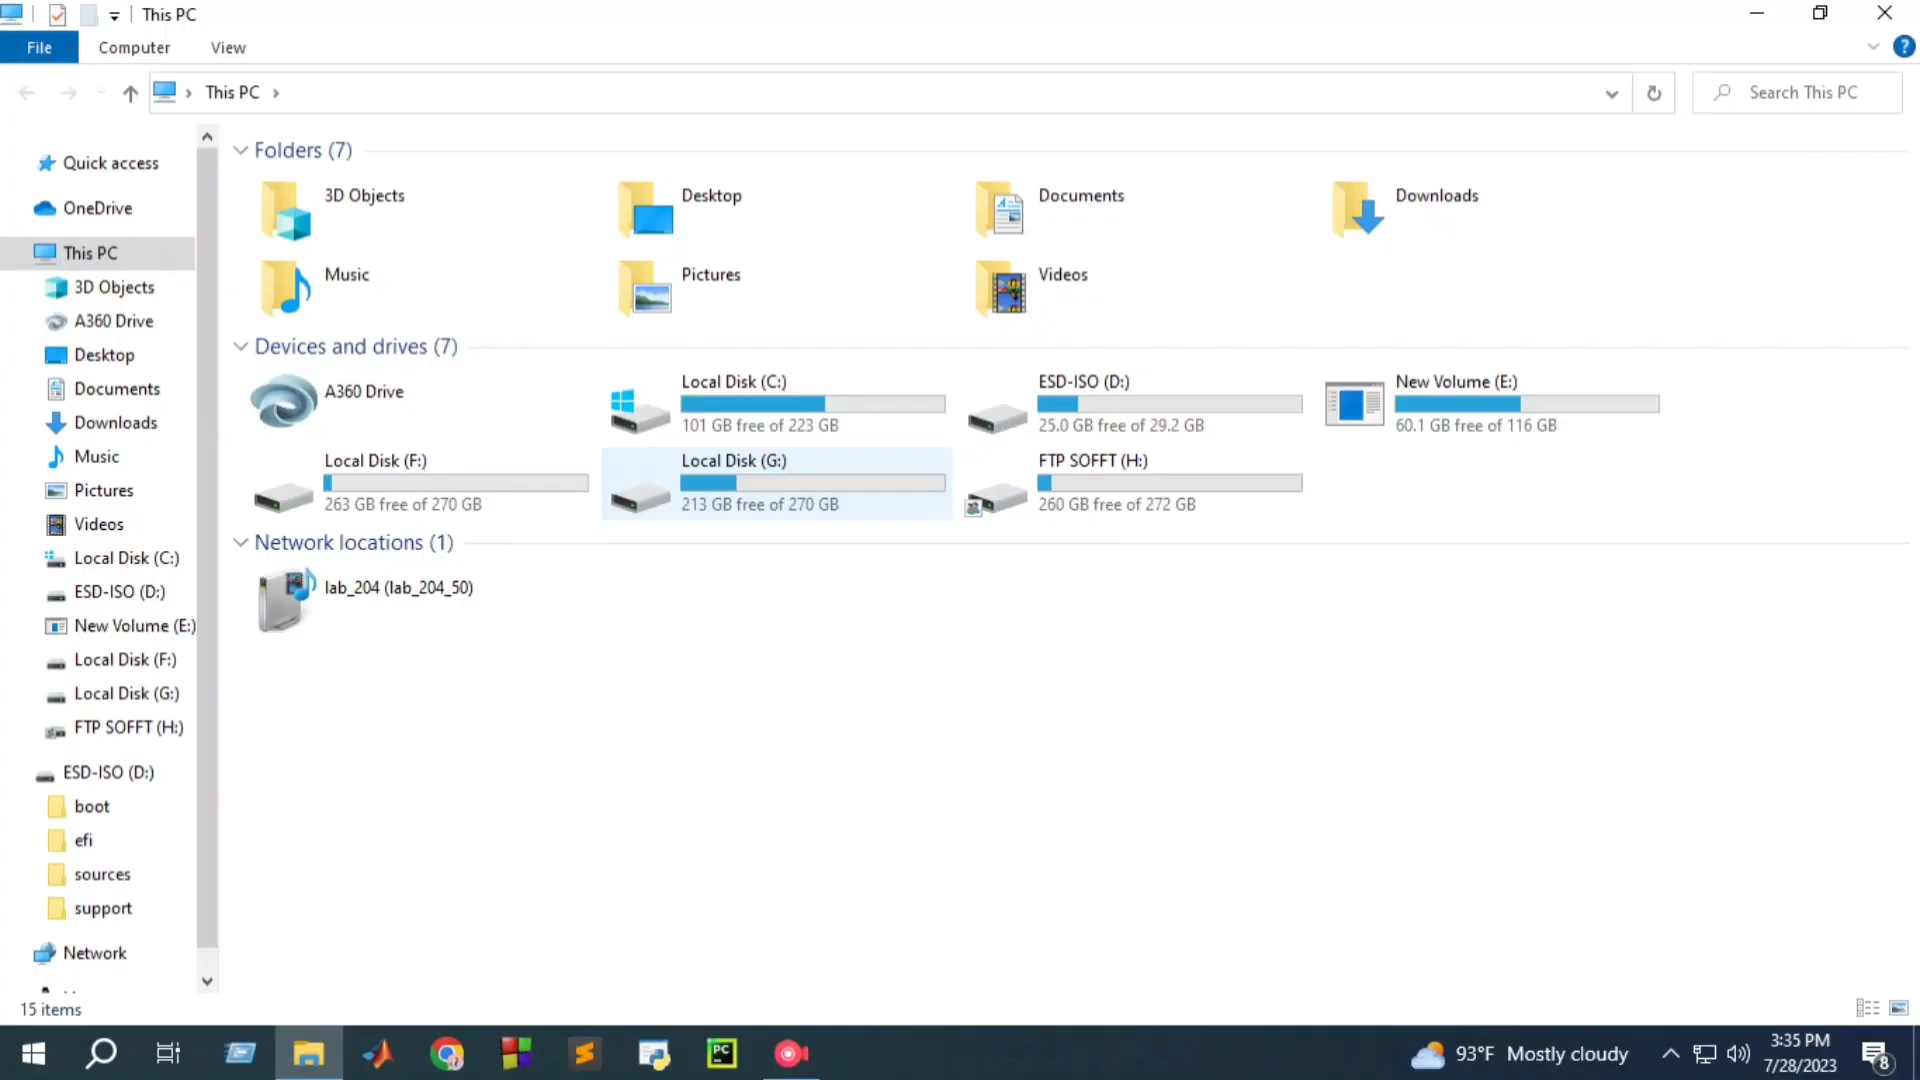 This PC
File
Computer
View
?
This PC
Search This PC
Quick access
OneDrive
This PC
3D Objects
A360 Drive
Desktop
Documents
Downloads
Music
Pictures
Videos
Local Disk (C:)
ESD-ISO (D:)
New Volume (E:)
Local Disk (F:)
Local Disk (G:)
FTP SOFFT (H:)
ESD-ISO (D:)
boot
efi
sources
support
Network
Folders (7)
3D Objects
Desktop
Documents
Downloads
Music
Pictures
Videos
Devices and drives (7)
A360 Drive
Local Disk (C:)
101 GB free of 223 GB
ESD-ISO (D:)
25.0 GB free of 29.2 GB
New Volume (E:)
60.1 GB free of 116 GB
Local Disk (F:)
263 GB free of 270 GB
Local Disk (G:)
213 GB free of 270 GB
FTP SOFFT (H:)
260 GB free of 272 GB
Network locations (1)
lab_204 (lab_204_50)
15 items
PC
93°F Mostly cloudy
3:35 PM
7/28/2023
8